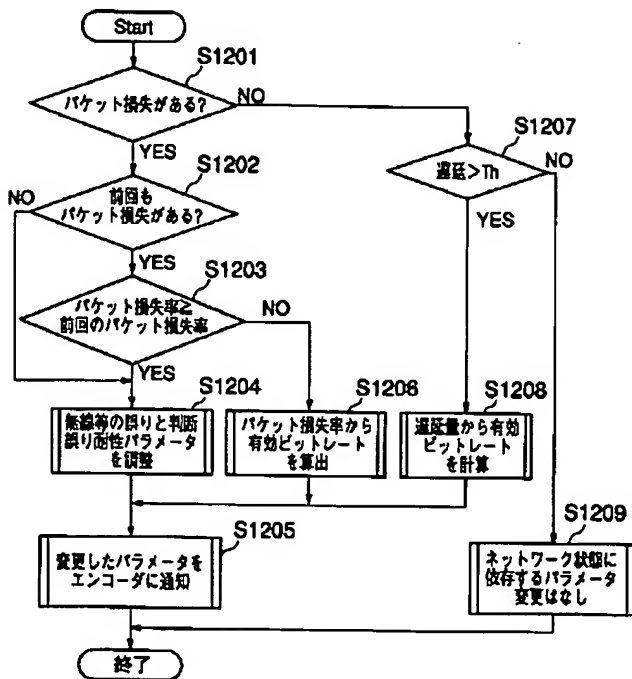 Start
S1201
パケット損失がある?
NO
YES
S1207
遅延>Th
NO
YES
S1202
NO
前回も
パケット損失がある?
YES
S1203
パケット損失率≥
前回のパケット損失率
NO
YES
S1204
無線等の誤りと判断
誤り耐性パラメータ
を調整
S1206
パケット損失率から
有効ビットレート
を算出
S1208
遅延量から有効
ビットレート
を計算
S1205
変更したパラメータを
エンコーダに通知
S1209
ネットワーク状態に
依存するパラメータ
変更はなし
終了